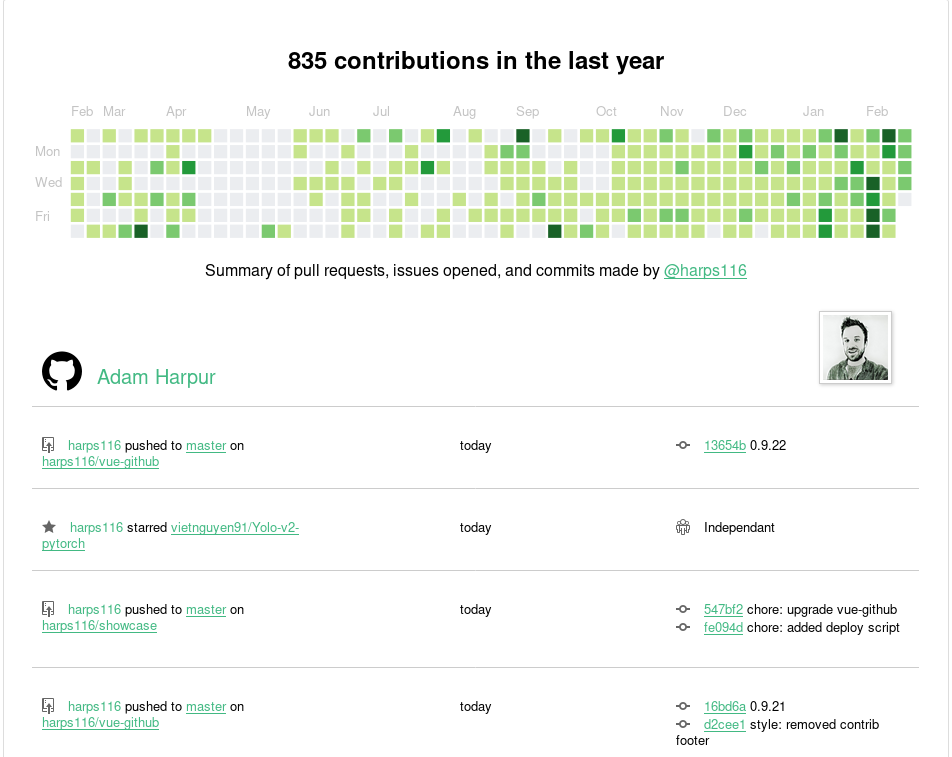 835 contributions in the last year
Feb Mar Apr May Jun Jul Aug Sep Oct Nov Dec Jan Feb
Mon
Wed
Fri
Summary of pull requests, issues opened, and commits made by @harps116
Adam Harpur
harps116 pushed to master on
harps116/vue-github
today
13654b 0.9.22
harps116 starred vietnguyen91/Yolo-v2-
pytorch
today
Independant
harps116 pushed to master on
harps116/showcase
today
547bf2 chore: upgrade vue-github
fe094d chore: added deploy script
harps116 pushed to master on
harps116/vue-github
today
16bd6a 0.9.21
d2cee1 style: removed contrib
footer